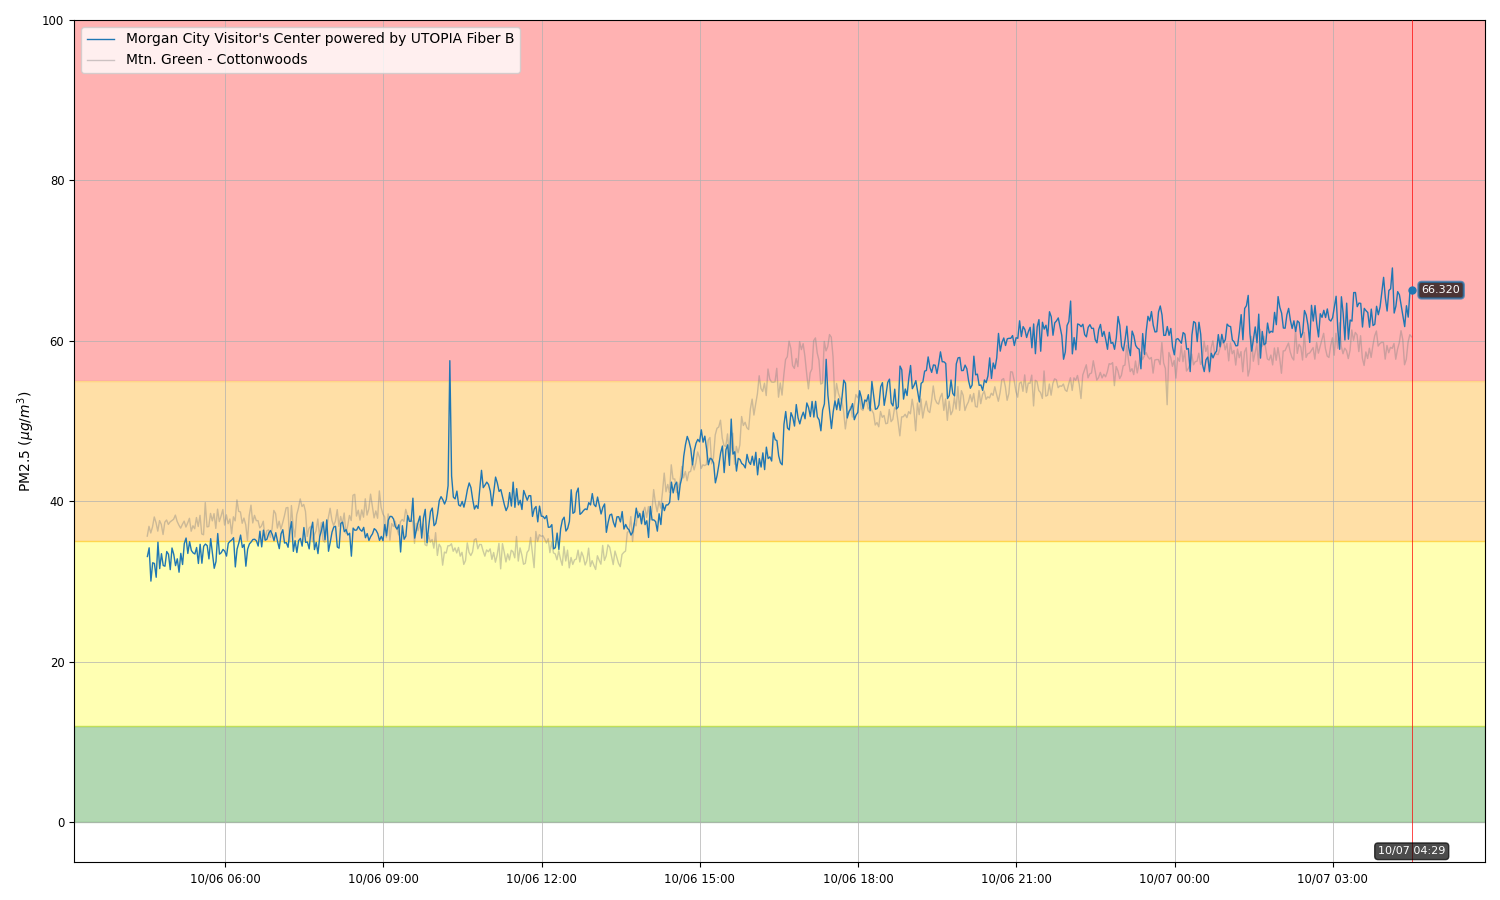 100
Morgan City Visitor's Center powered by UTOPIA Fiber B
Mtn. Green - Cottonwoods
80
60
40
20
0
PM2.5 (μg/m³)
66.320
10/07 04:29
10/06 06:00 10/06 09:00 10/06 12:00 10/06 15:00 10/06 18:00 10/06 21:00 10/07 00:00 10/07 03:00